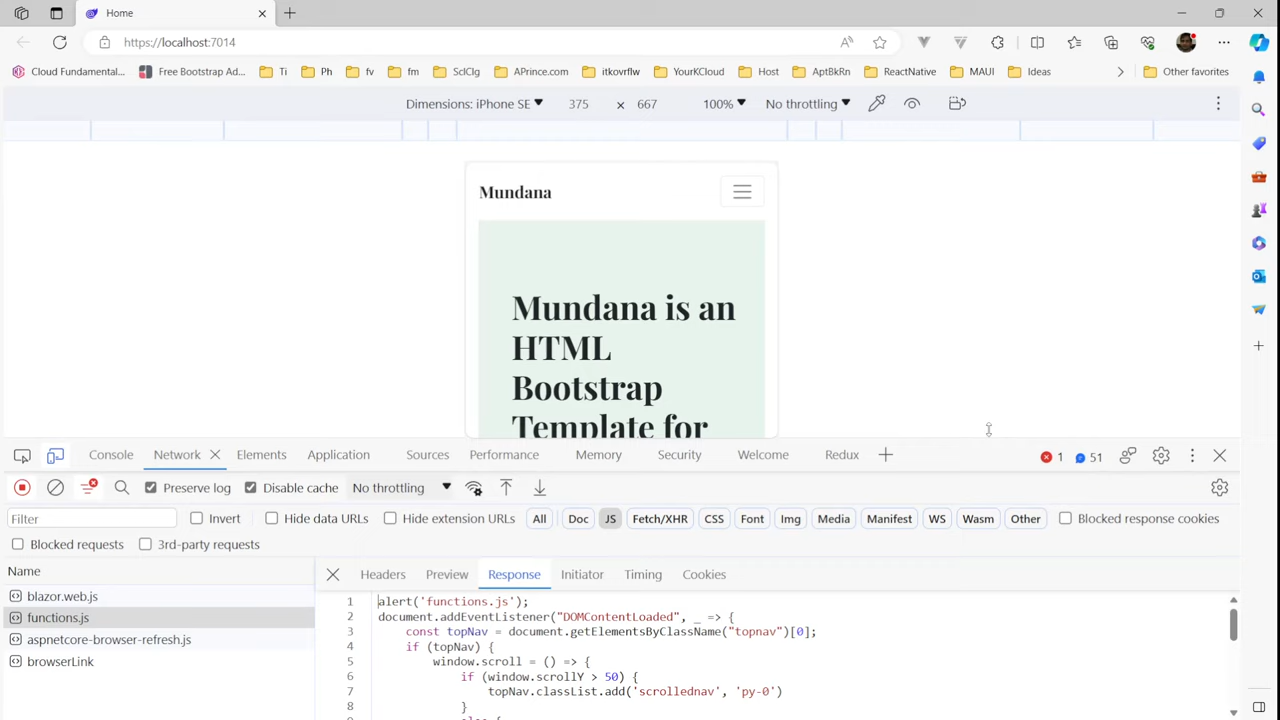 Home
https://localhost:7014
Cloud Fundamental...
Free Bootstrap Ad...
Ti
Ph
fv
fm
SclClg
APrince.com
itkovrflw
YourKCloud
Host
AptBkRn
ReactNative
MAUI
Ideas
Other favorites
Dimensions: iPhone SE
375 × 667
100%
No throttling
Mundana
Mundana is an
HTML
Bootstrap
Template for
Console
Network
Elements
Application
Sources
Performance
Memory
Security
Welcome
Redux
1
51
Preserve log
Disable cache
No throttling
Filter
Invert
Hide data URLs
Hide extension URLs
All
Doc
JS
Fetch/XHR
CSS
Font
Img
Media
Manifest
WS
Wasm
Other
Blocked response cookies
Blocked requests
3rd-party requests
Name
blazor.web.js
functions.js
aspnetcore-browser-refresh.js
browserLink
Headers
Preview
Response
Initiator
Timing
Cookies
1 alert('functions.js');
2 document.addEventListener("DOMContentLoaded", _ => {
3 const topNav = document.getElementsByClassName("topnav")[0];
4 if (topNav) {
5 window.scroll = () => {
6 if (window.scrollY > 50) {
7 topNav.classList.add('scrollednav', 'py-0')
8 }
else {